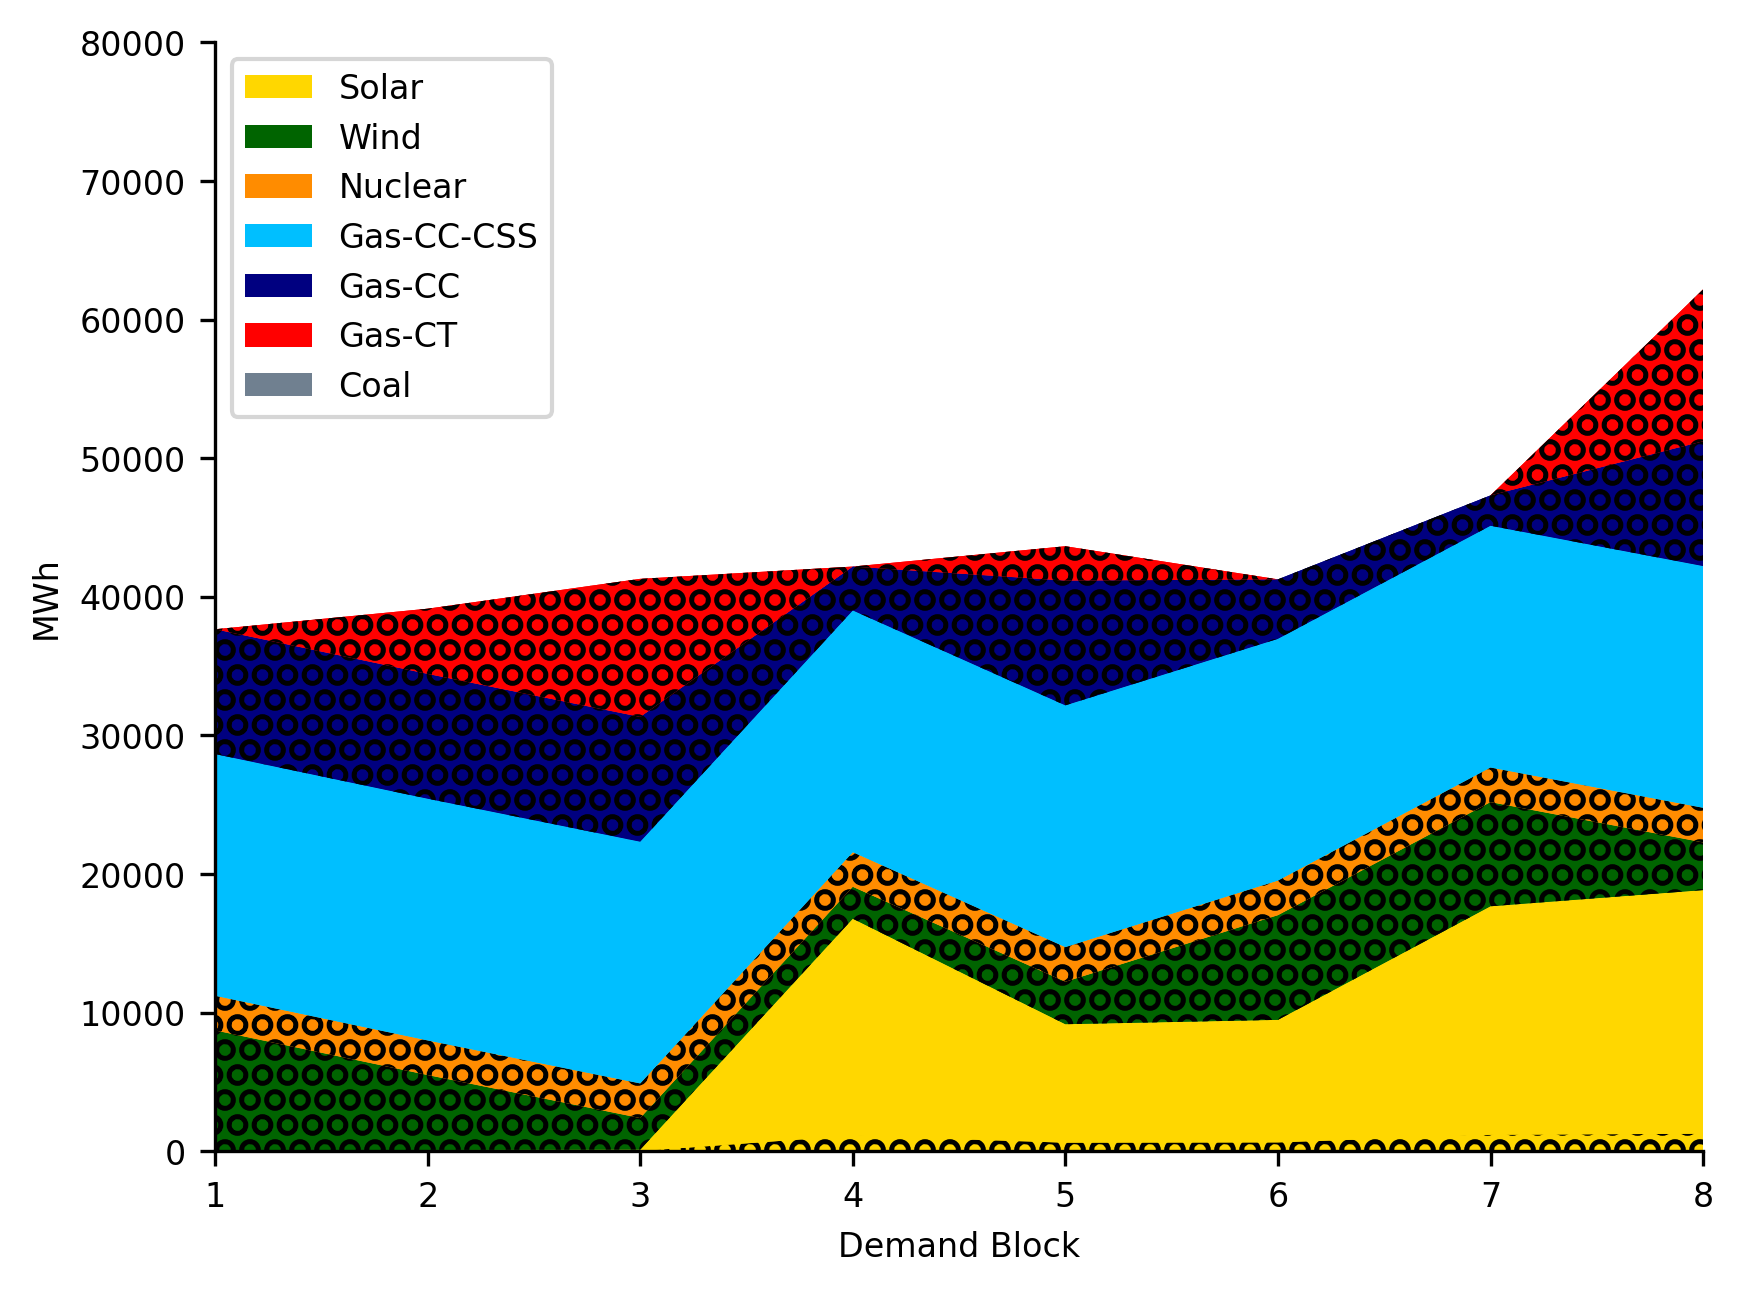 80000
70000
60000
50000
40000
30000
20000
10000
0
MWh
Solar
Wind
Nuclear
Gas-CC-CSS
Gas-CC
Gas-CT
Coal
1 2 3 4 5 6 7 8
Demand Block